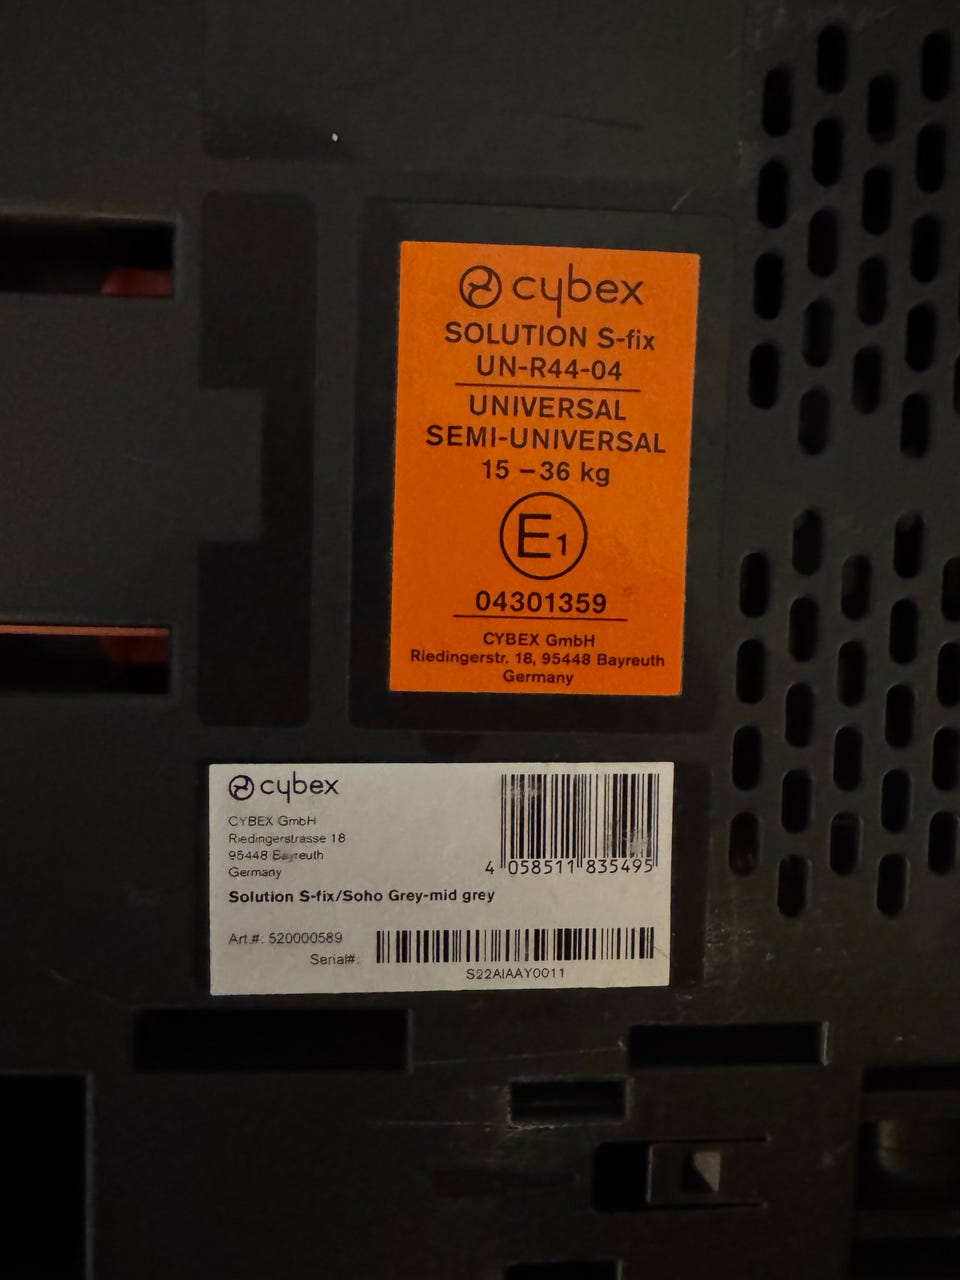 cybex
SOLUTION S-fix
UN-R44-04
UNIVERSAL
SEMI-UNIVERSAL
15 – 36 kg
E1
04301359
CYBEX GmbH
Riedingerstr. 18, 95448 Bayreuth
Germany
cybex
CYBEX GmbH
Riedingerstrasse 18
95448 Bayreuth
Germany
4 058511 835495
Solution S-fix/Soho Grey-mid grey
Art.#: 520000589
Serial#:
S22AIAAY0011